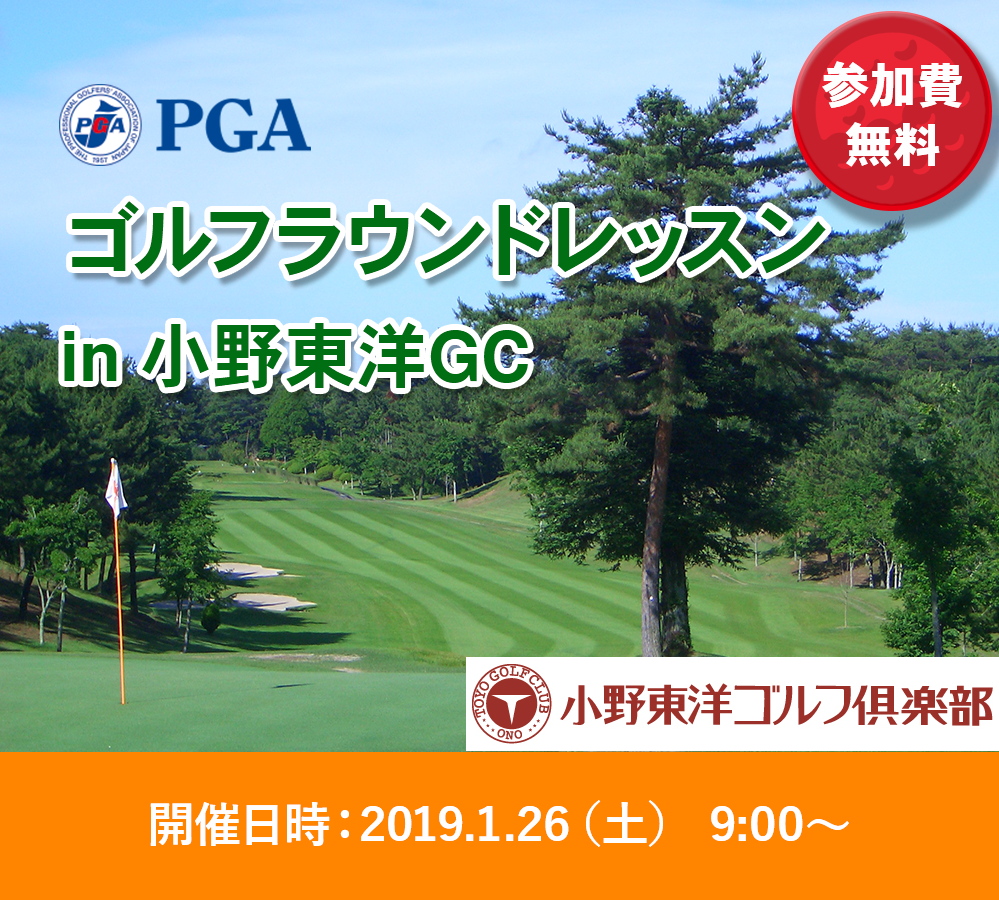 参加費
無料
THE PROFESSIONAL GOLFERS' ASSOCIATION OF JAPAN
PGA
1957
PGA
ゴルフラウンドレッスン
in 小野東洋GC
TOYO GOLF CLUB
ONO
小野東洋ゴルフ倶楽部
開催日時：2019.1.26（土）　9:00～